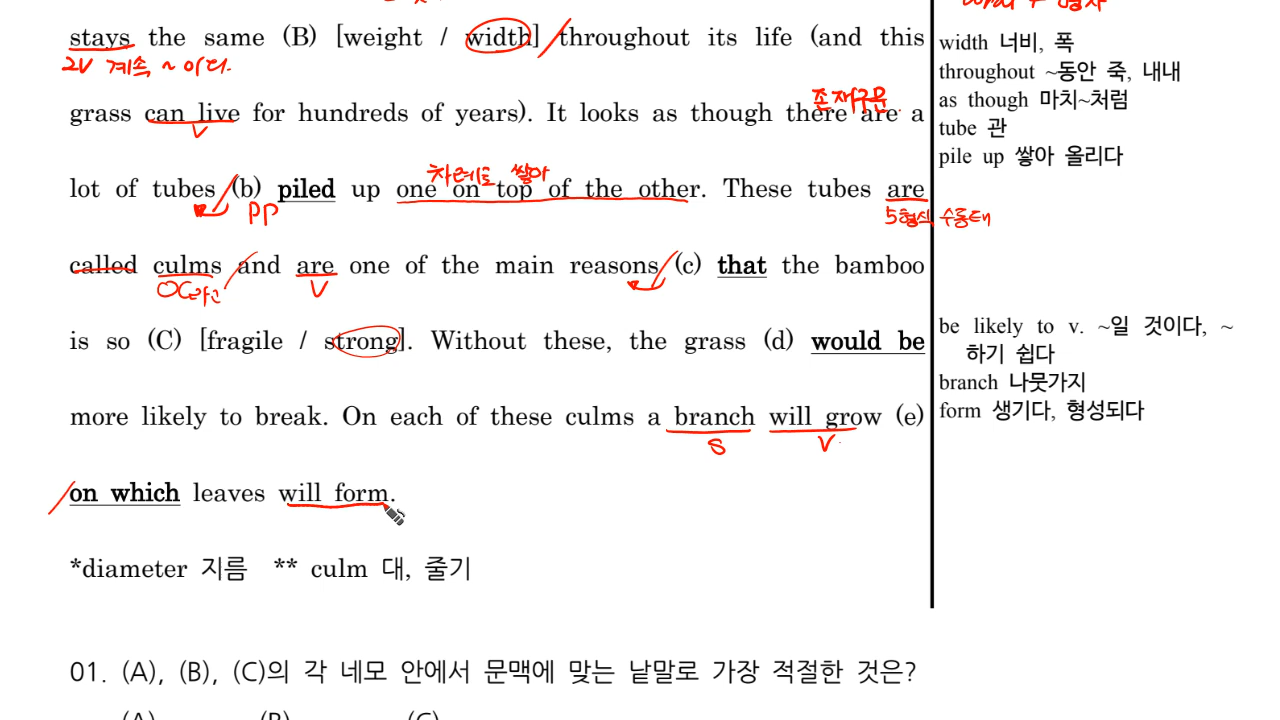 stays the same (B) [weight / width] throughout its life (and this
2V 계속 ~ 이다.
존재구문
grass can live for hundreds of years). It looks as though there are a
V
차례로 쌓아
lot of tubes (b) piled up one on top of the other. These tubes are
PP
5형식 수동태
called culms and are one of the main reasons (c) that the bamboo
V
is so (C) [fragile / strong]. Without these, the grass (d) would be
more likely to break. On each of these culms a branch will grow (e)
S V
on which leaves will form.
*diameter 지름 ** culm 대, 줄기
width 너비, 폭
throughout ~동안 죽, 내내
as though 마치~처럼
tube 관
pile up 쌓아 올리다
be likely to v. ~일 것이다, ~
하기 쉽다
branch 나뭇가지
form 생기다, 형성되다
01. (A), (B), (C)의 각 네모 안에서 문맥에 맞는 낱말로 가장 적절한 것은?
(A) (B) (C)